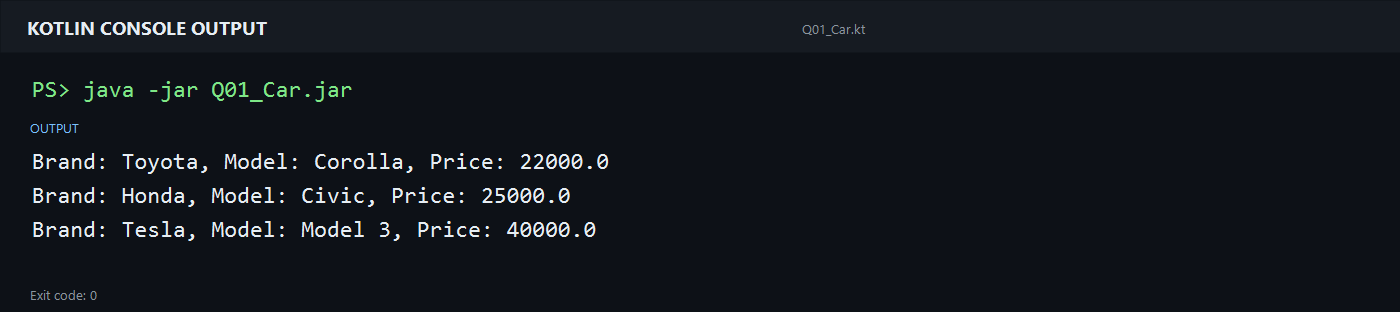 KOTLIN CONSOLE OUTPUT
Q01_Car.kt
PS> java -jar Q01_Car.jar
OUTPUT
Brand: Toyota, Model: Corolla, Price: 22000.0
Brand: Honda, Model: Civic, Price: 25000.0
Brand: Tesla, Model: Model 3, Price: 40000.0
Exit code: 0